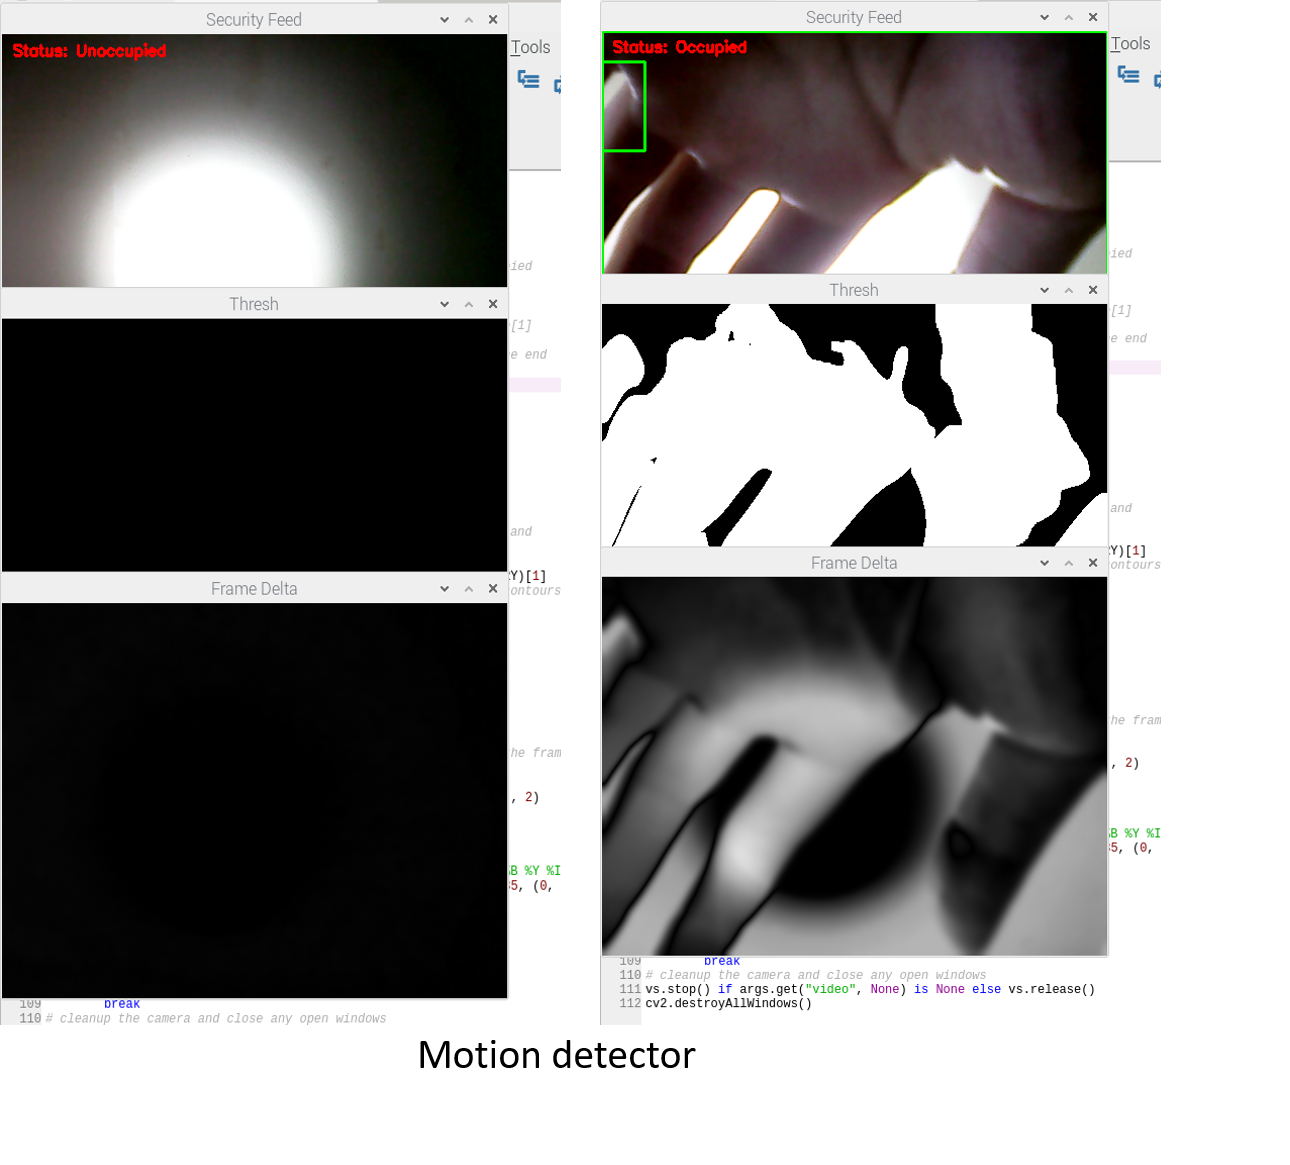 Security Feed
Status: Unoccupied
Tools
ied
[1]
e end
Thresh
and
Y)[1]
ontours
Frame Delta
he fram
, 2)
B %Y %I
5, (0,
109 break
110 # cleanup the camera and close any open windows
Security Feed
Status: Occupied
Tools
ied
[1]
e end
Thresh
and
Y)[1]
contours
Frame Delta
he fram
, 2)
B %Y %I
5, (0,
109 break
110 # cleanup the camera and close any open windows
111 vs.stop() if args.get("video", None) is None else vs.release()
112 cv2.destroyAllWindows()
Motion detector